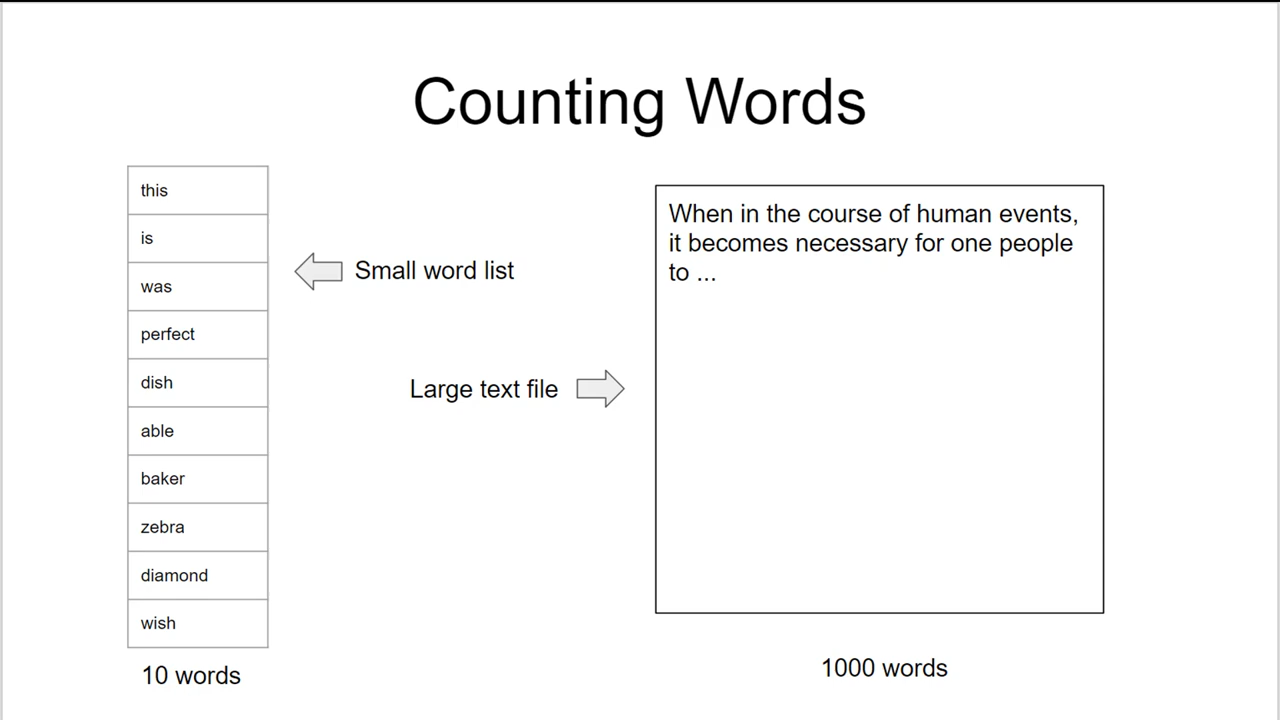 Counting Words
this
is
was
perfect
dish
able
baker
zebra
diamond
wish
10 words
Small word list
Large text file
When in the course of human events,
it becomes necessary for one people
to ...
1000 words